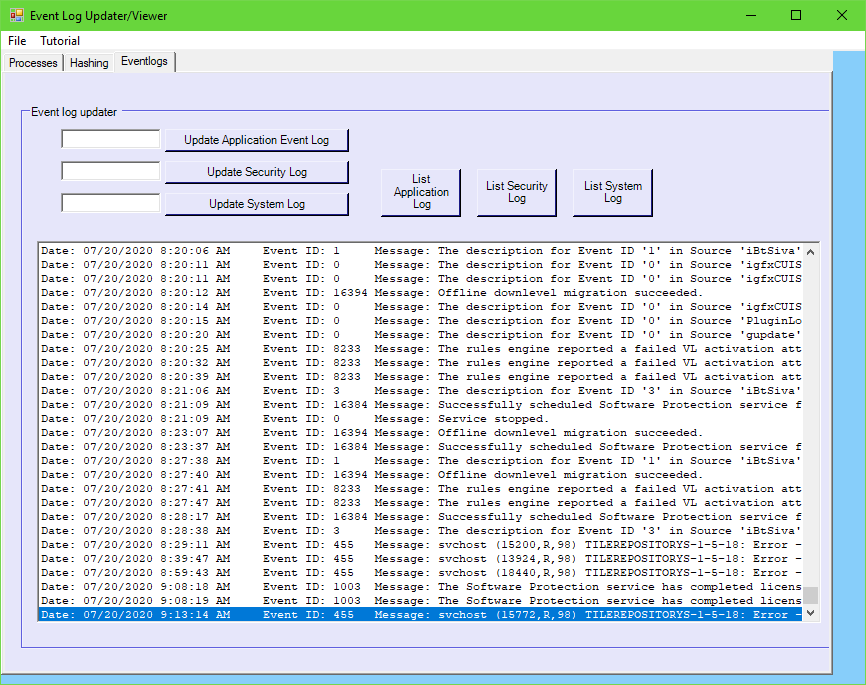 Event Log Updater/Viewer
File Tutorial
Processes Hashing Eventlogs
Event log updater
Update Application Event Log
Update Security Log
Update System Log
List Application Log
List Security Log
List System Log
Date: 07/20/2020 8:20:06 AM Event ID: 1 Message: The description for Event ID '1' in Source 'iBtSiva'
Date: 07/20/2020 8:20:11 AM Event ID: 0 Message: The description for Event ID '0' in Source 'igfxCUIS
Date: 07/20/2020 8:20:11 AM Event ID: 0 Message: The description for Event ID '0' in Source 'igfxCUIS
Date: 07/20/2020 8:20:12 AM Event ID: 16394 Message: Offline downlevel migration succeeded.
Date: 07/20/2020 8:20:14 AM Event ID: 0 Message: The description for Event ID '0' in Source 'igfxCUIS
Date: 07/20/2020 8:20:15 AM Event ID: 0 Message: The description for Event ID '0' in Source 'PluginLo
Date: 07/20/2020 8:20:20 AM Event ID: 0 Message: The description for Event ID '0' in Source 'gupdate'
Date: 07/20/2020 8:20:25 AM Event ID: 8233 Message: The rules engine reported a failed VL activation att
Date: 07/20/2020 8:20:32 AM Event ID: 8233 Message: The rules engine reported a failed VL activation att
Date: 07/20/2020 8:20:39 AM Event ID: 8233 Message: The rules engine reported a failed VL activation att
Date: 07/20/2020 8:21:06 AM Event ID: 3 Message: The description for Event ID '3' in Source 'iBtSiva'
Date: 07/20/2020 8:21:09 AM Event ID: 16384 Message: Successfully scheduled Software Protection service f
Date: 07/20/2020 8:21:09 AM Event ID: 0 Message: Service stopped.
Date: 07/20/2020 8:23:07 AM Event ID: 16394 Message: Offline downlevel migration succeeded.
Date: 07/20/2020 8:23:37 AM Event ID: 16384 Message: Successfully scheduled Software Protection service f
Date: 07/20/2020 8:27:38 AM Event ID: 1 Message: The description for Event ID '1' in Source 'iBtSiva'
Date: 07/20/2020 8:27:40 AM Event ID: 16394 Message: Offline downlevel migration succeeded.
Date: 07/20/2020 8:27:41 AM Event ID: 8233 Message: The rules engine reported a failed VL activation att
Date: 07/20/2020 8:27:47 AM Event ID: 8233 Message: The rules engine reported a failed VL activation att
Date: 07/20/2020 8:28:17 AM Event ID: 16384 Message: Successfully scheduled Software Protection service f
Date: 07/20/2020 8:28:38 AM Event ID: 3 Message: The description for Event ID '3' in Source 'iBtSiva'
Date: 07/20/2020 8:29:11 AM Event ID: 455 Message: svchost (15200,R,98) TILEREPOSITORYS-1-5-18: Error -
Date: 07/20/2020 8:39:47 AM Event ID: 455 Message: svchost (13924,R,98) TILEREPOSITORYS-1-5-18: Error -
Date: 07/20/2020 8:59:43 AM Event ID: 455 Message: svchost (18440,R,98) TILEREPOSITORYS-1-5-18: Error -
Date: 07/20/2020 9:08:18 AM Event ID: 1003 Message: The Software Protection service has completed licens
Date: 07/20/2020 9:08:19 AM Event ID: 1003 Message: The Software Protection service has completed licens
Date: 07/20/2020 9:13:14 AM Event ID: 455 Message: svchost (15772,R,98) TILEREPOSITORYS-1-5-18: Error -